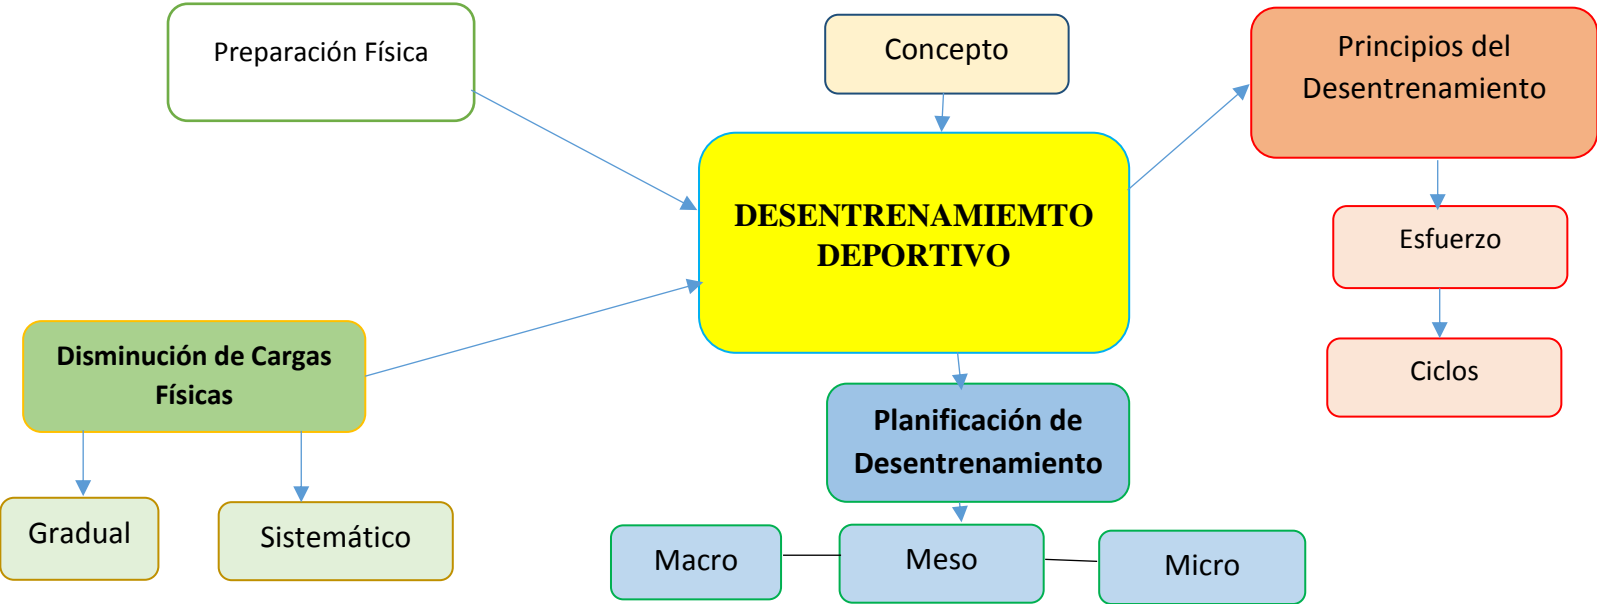 Preparación Física
Concepto
Principios del
Desentrenamiento
DESENTRENAMIEMTO
DEPORTIVO
Esfuerzo
Ciclos
Disminución de Cargas
Físicas
Gradual
Sistemático
Planificación de
Desentrenamiento
Macro
Meso
Micro